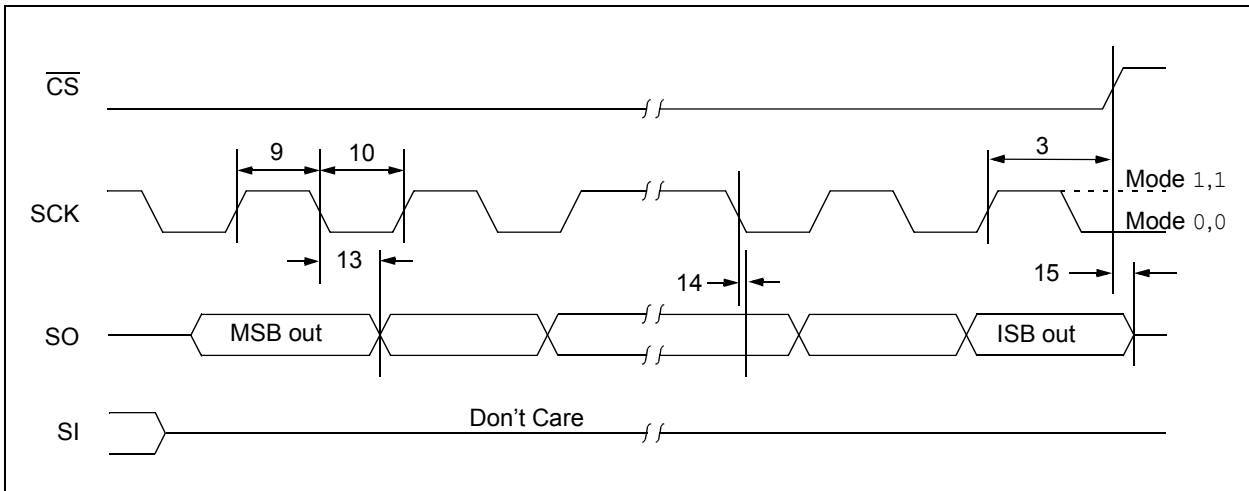 CS
9
10
3
Mode 1,1
SCK
Mode 0,0
13
14
15
SO
MSB out
ISB out
Don't Care
SI